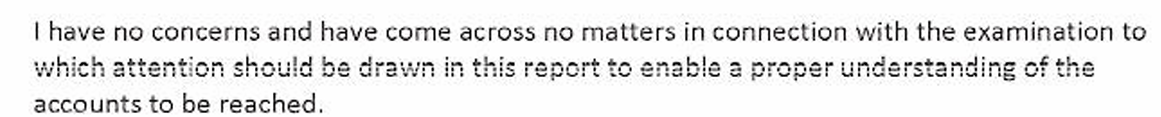 I have no concerns and have come across no matters in connection with the examination to
which attention should be drawn in this report to enable a proper understanding of the
accounts to be reached.